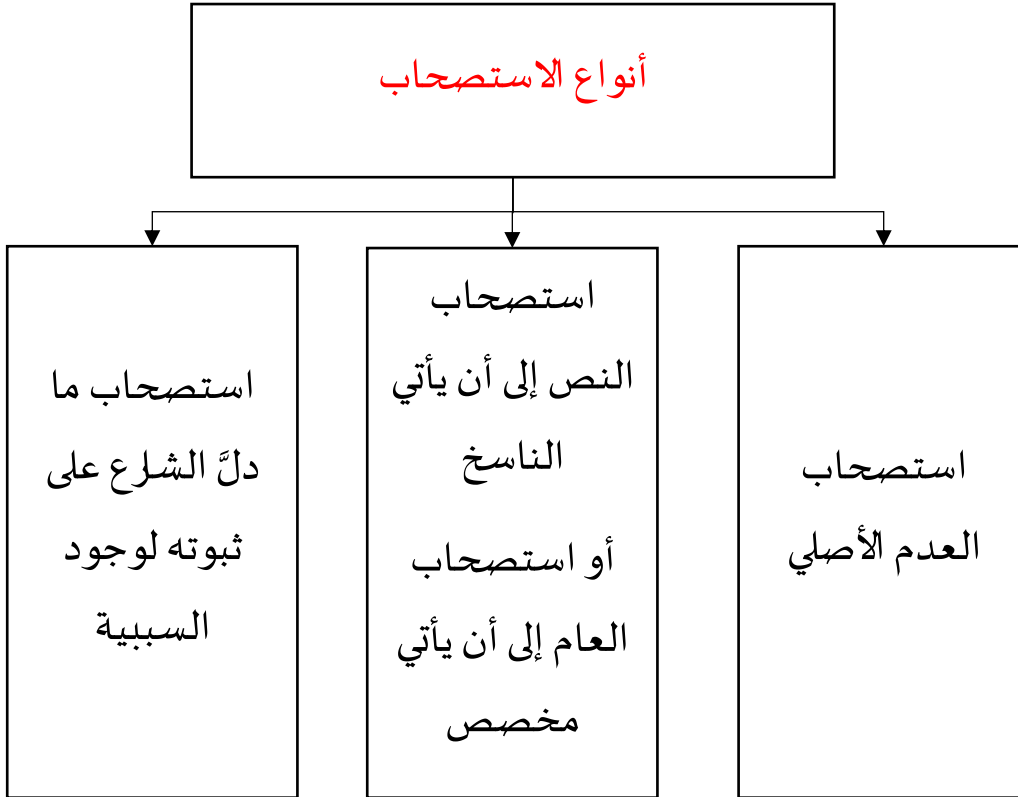 أنواع الاستصحاب
استصحاب
العدم الأصلي
استصحاب
النص إلى أن يأتي
الناسخ
أو استصحاب
العام إلى أن يأتي
مخصص
استصحاب ما
دلَّ الشارع على
ثبوته لوجود
السببية